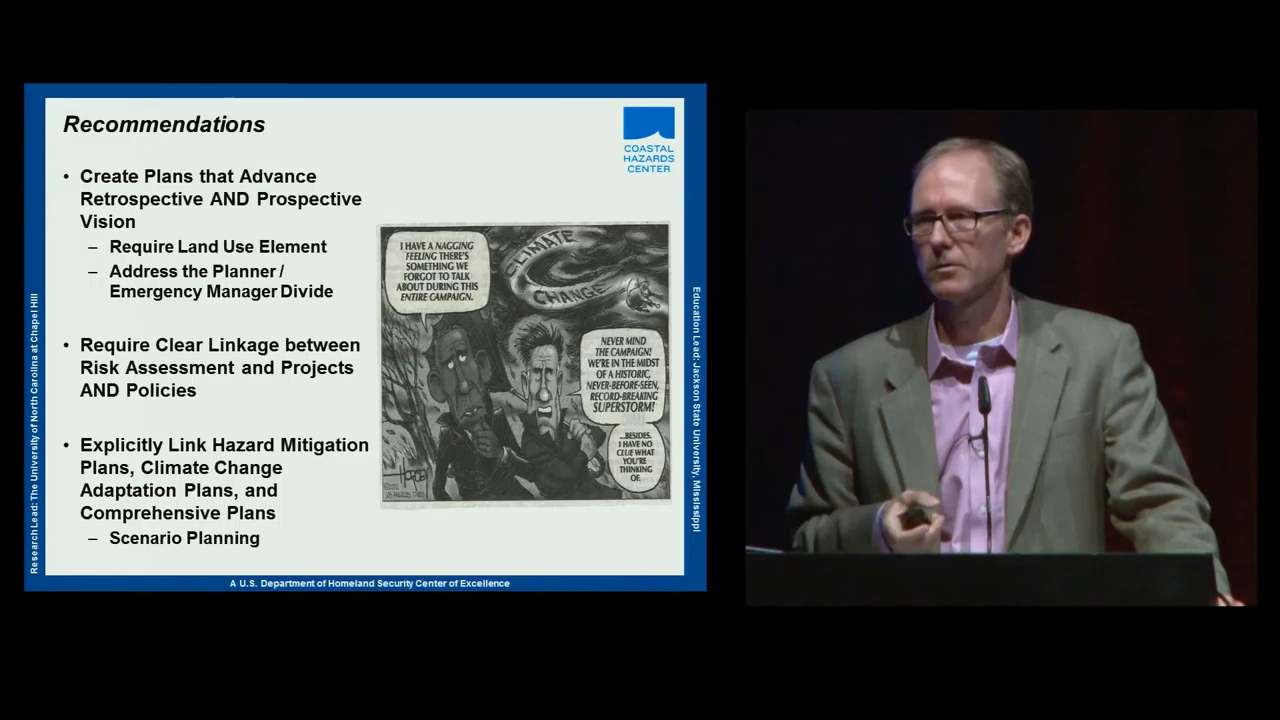 Recommendations
COASTAL
HAZARDS
CENTER
• Create Plans that Advance
Retrospective AND Prospective
Vision
– Require Land Use Element
– Address the Planner /
Emergency Manager Divide
• Require Clear Linkage between
Risk Assessment and Projects
AND Policies
• Explicitly Link Hazard Mitigation
Plans, Climate Change
Adaptation Plans, and
Comprehensive Plans
– Scenario Planning
I HAVE A NAGGING
FEELING THERE'S
SOMETHING WE
FORGOT TO TALK
ABOUT DURING THIS
ENTIRE CAMPAIGN.
CLIMATE
CHANGE
NEVER MIND
THE CAMPAIGN!
WE'RE IN THE MIDST
OF A HISTORIC,
NEVER-BEFORE-SEEN,
RECORD-BREAKING
SUPERSTORM!
...BESIDES,
I HAVE NO
CLUE WHAT
YOU'RE
THINKING
OF.
LOS ANGELES TIMES
Research Lead: The University of North Carolina at Chapel Hill
Education Lead: Jackson State University, Mississippi
A U.S. Department of Homeland Security Center of Excellence